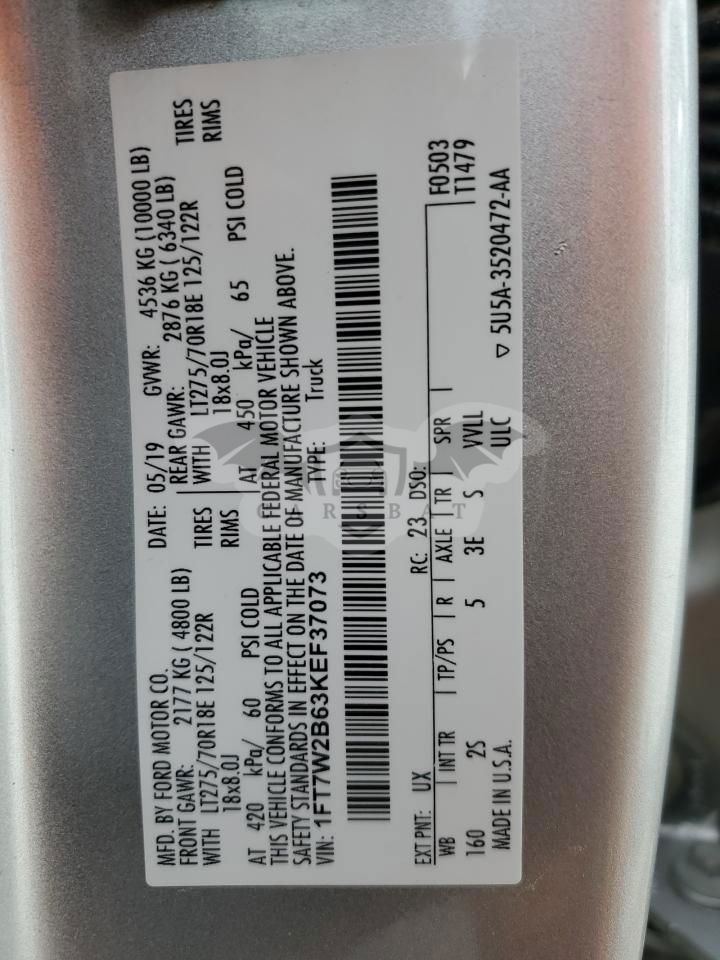 MFD. BY FORD MOTOR CO. DATE: 05/19 GVWR: 4536 KG (10000 LB)
FRONT GAWR: 2177 KG ( 4800 LB) REAR GAWR: 2876 KG ( 6340 LB)
WITH LT275/70R18E 125/122R TIRES WITH LT275/70R18E 125/122R TIRES
18x8.0J RIMS 18x8.0J RIMS
AT 420 kPa/ 60 PSI COLD AT 450 kPa/ 65 PSI COLD
THIS VEHICLE CONFORMS TO ALL APPLICABLE FEDERAL MOTOR VEHICLE
SAFETY STANDARDS IN EFFECT ON THE DATE OF MANUFACTURE SHOWN ABOVE.
VIN: 1FT7W2B63KEF37073 TYPE: Truck
CARSBAT
EXT PNT: UX RC: 23 DSO: F0503
WB INT TR TP/PS R AXLE TR SPR T1479
160 2S 5 3E S VVLL
MADE IN U.S.A. ULC
▽ 5U5A-3520472-AA